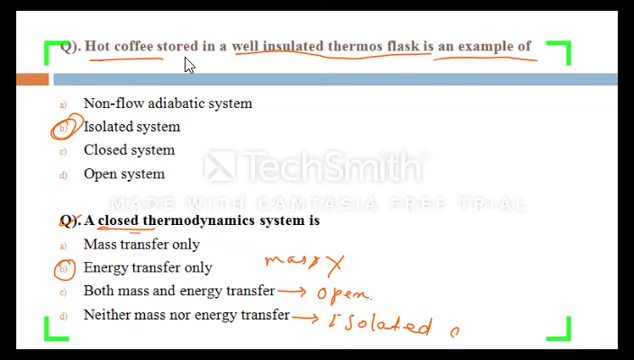 Q). Hot coffee stored in a well insulated thermos flask is an example of
a) Non-flow adiabatic system
b) Isolated system
c) Closed system
d) Open system
TechSmith®
MADE WITH CAMTASIA FREE TRIAL
Q). A closed thermodynamics system is
a) Mass transfer only
mass X
b) Energy transfer only
c) Both mass and energy transfer → open.
d) Neither mass nor energy transfer → Isolated